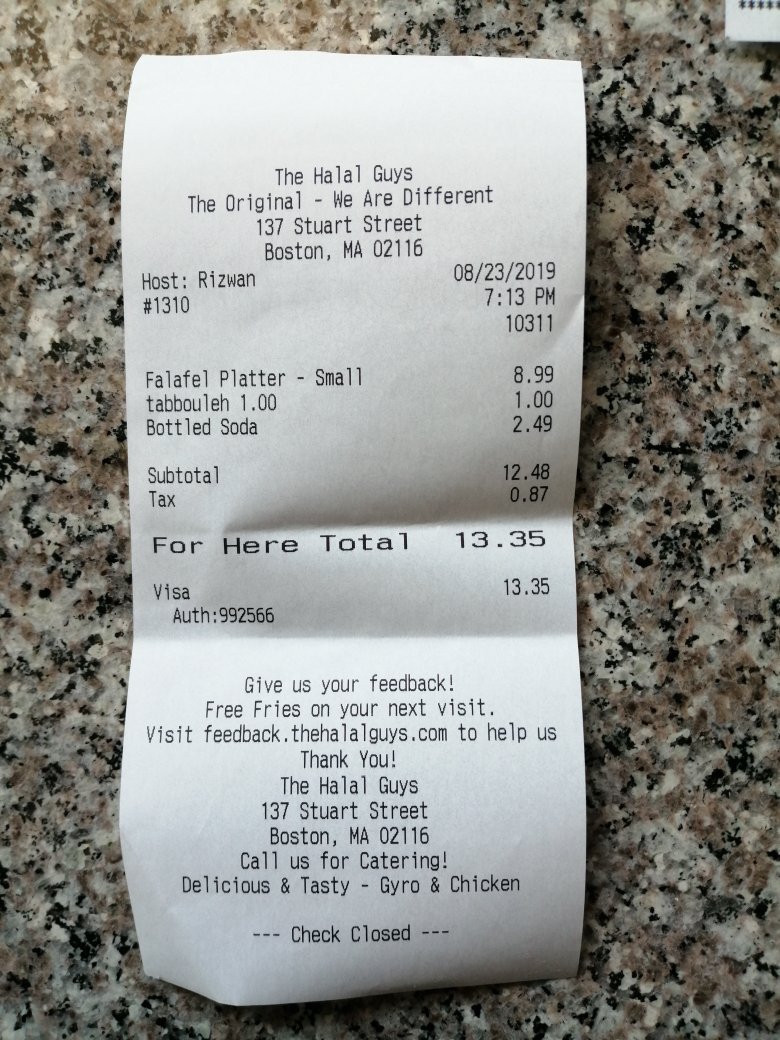 *****
The Halal Guys
The Original - We Are Different
137 Stuart Street
Boston, MA 02116
Host: Rizwan 08/23/2019
#1310 7:13 PM
10311
Falafel Platter - Small 8.99
tabbouleh 1.00 1.00
Bottled Soda 2.49
Subtotal 12.48
Tax 0.87
For Here Total 13.35
Visa 13.35
Auth:992566
Give us your feedback!
Free Fries on your next visit.
Visit feedback.thehalalguys.com to help us
Thank You!
The Halal Guys
137 Stuart Street
Boston, MA 02116
Call us for Catering!
Delicious & Tasty - Gyro & Chicken
--- Check Closed ---